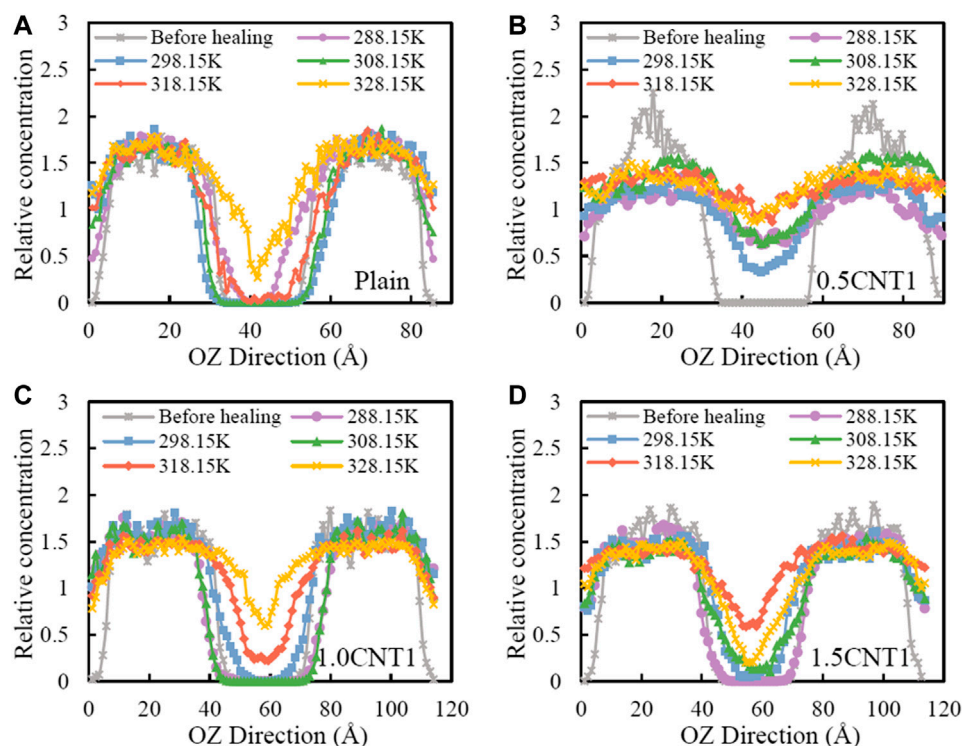 A
Relative concentration
3
2.5
2
1.5
1
0.5
0
Before healing
288.15K
298.15K
308.15K
318.15K
328.15K
Plain
0 20 40 60 80
OZ Direction (Å)
B
Relative concentration
3
2.5
2
1.5
1
0.5
0
Before healing
288.15K
298.15K
308.15K
318.15K
328.15K
0.5CNT1
0 20 40 60 80
OZ Direction (Å)
C
Relative concentration
3
2.5
2
1.5
1
0.5
0
Before healing
288.15K
298.15K
308.15K
318.15K
328.15K
1.0CNT1
0 20 40 60 80 100 120
OZ Direction (Å)
D
Relative concentration
3
2.5
2
1.5
1
0.5
0
Before healing
288.15K
298.15K
308.15K
318.15K
328.15K
1.5CNT1
0 20 40 60 80 100 120
OZ Direction (Å)